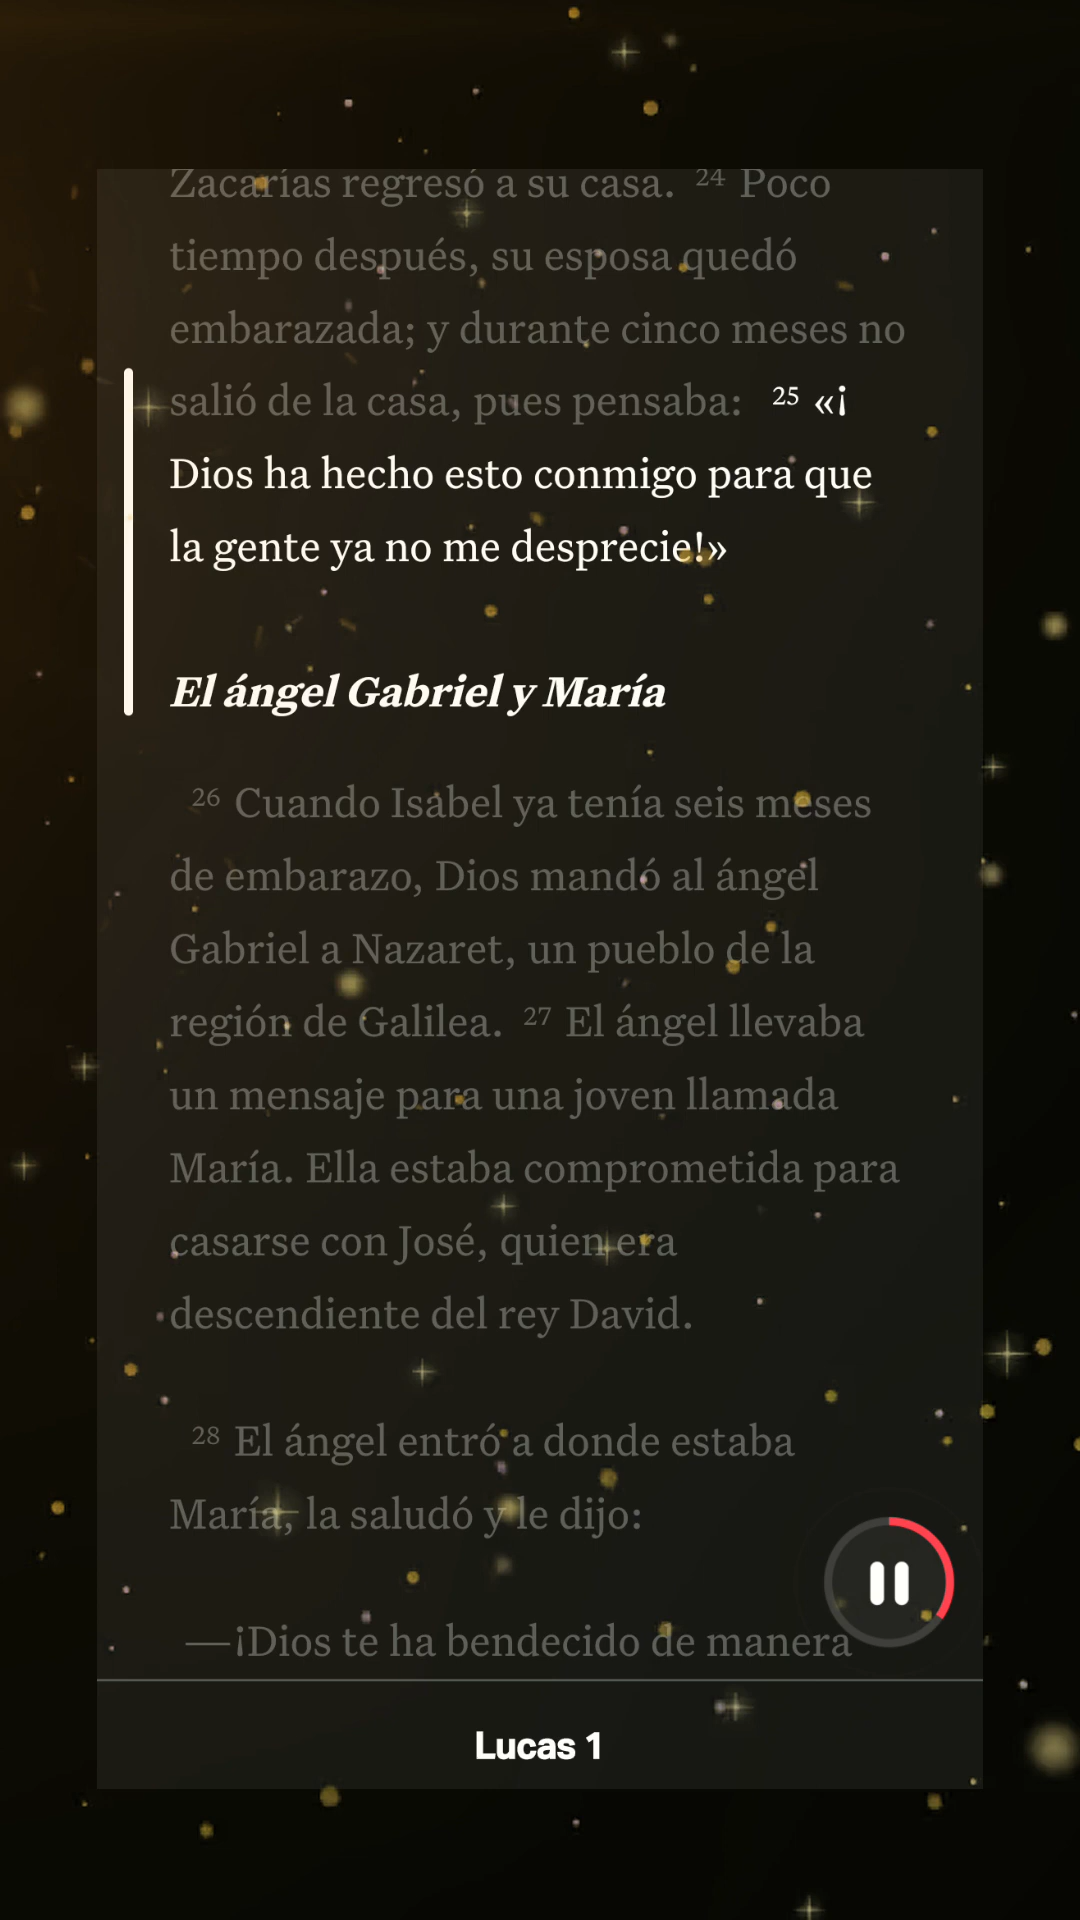 Zacarías regresó a su casa. 24 Poco
tiempo después, su esposa quedó
embarazada; y durante cinco meses no
salió de la casa, pues pensaba: 25 «¡
Dios ha hecho esto conmigo para que
la gente ya no me desprecie!»
El ángel Gabriel y María
26 Cuando Isabel ya tenía seis meses
de embarazo, Dios mandó al ángel
Gabriel a Nazaret, un pueblo de la
región de Galilea. 27 El ángel llevaba
un mensaje para una joven llamada
María. Ella estaba comprometida para
casarse con José, quien era
descendiente del rey David.
28 El ángel entró a donde estaba
María, la saludó y le dijo:
—¡Dios te ha bendecido de manera
Lucas 1